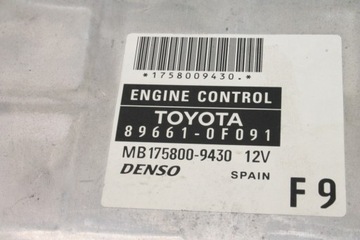 *1758009430.*
ENGINE CONTROL
TOYOTA
89661-0F091
MB175800-9430 12V
DENSO SPAIN
F9